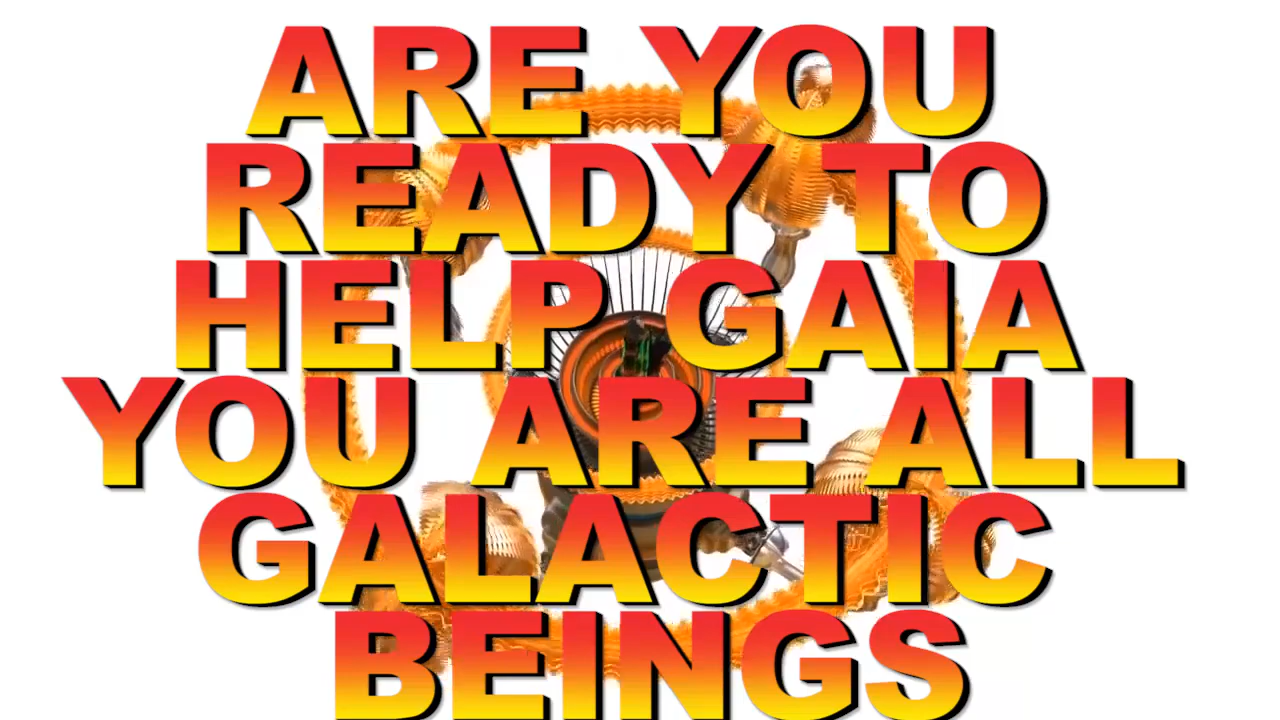 ARE YOU
READY TO
HELP GAIA
YOU ARE ALL
GALACTIC
BEINGS